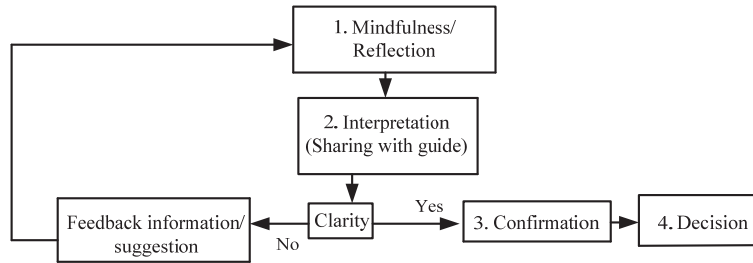 1. Mindfulness/
Reflection
2. Interpretation
(Sharing with guide)
Feedback information/
suggestion
No
Clarity
Yes
3. Confirmation
4. Decision